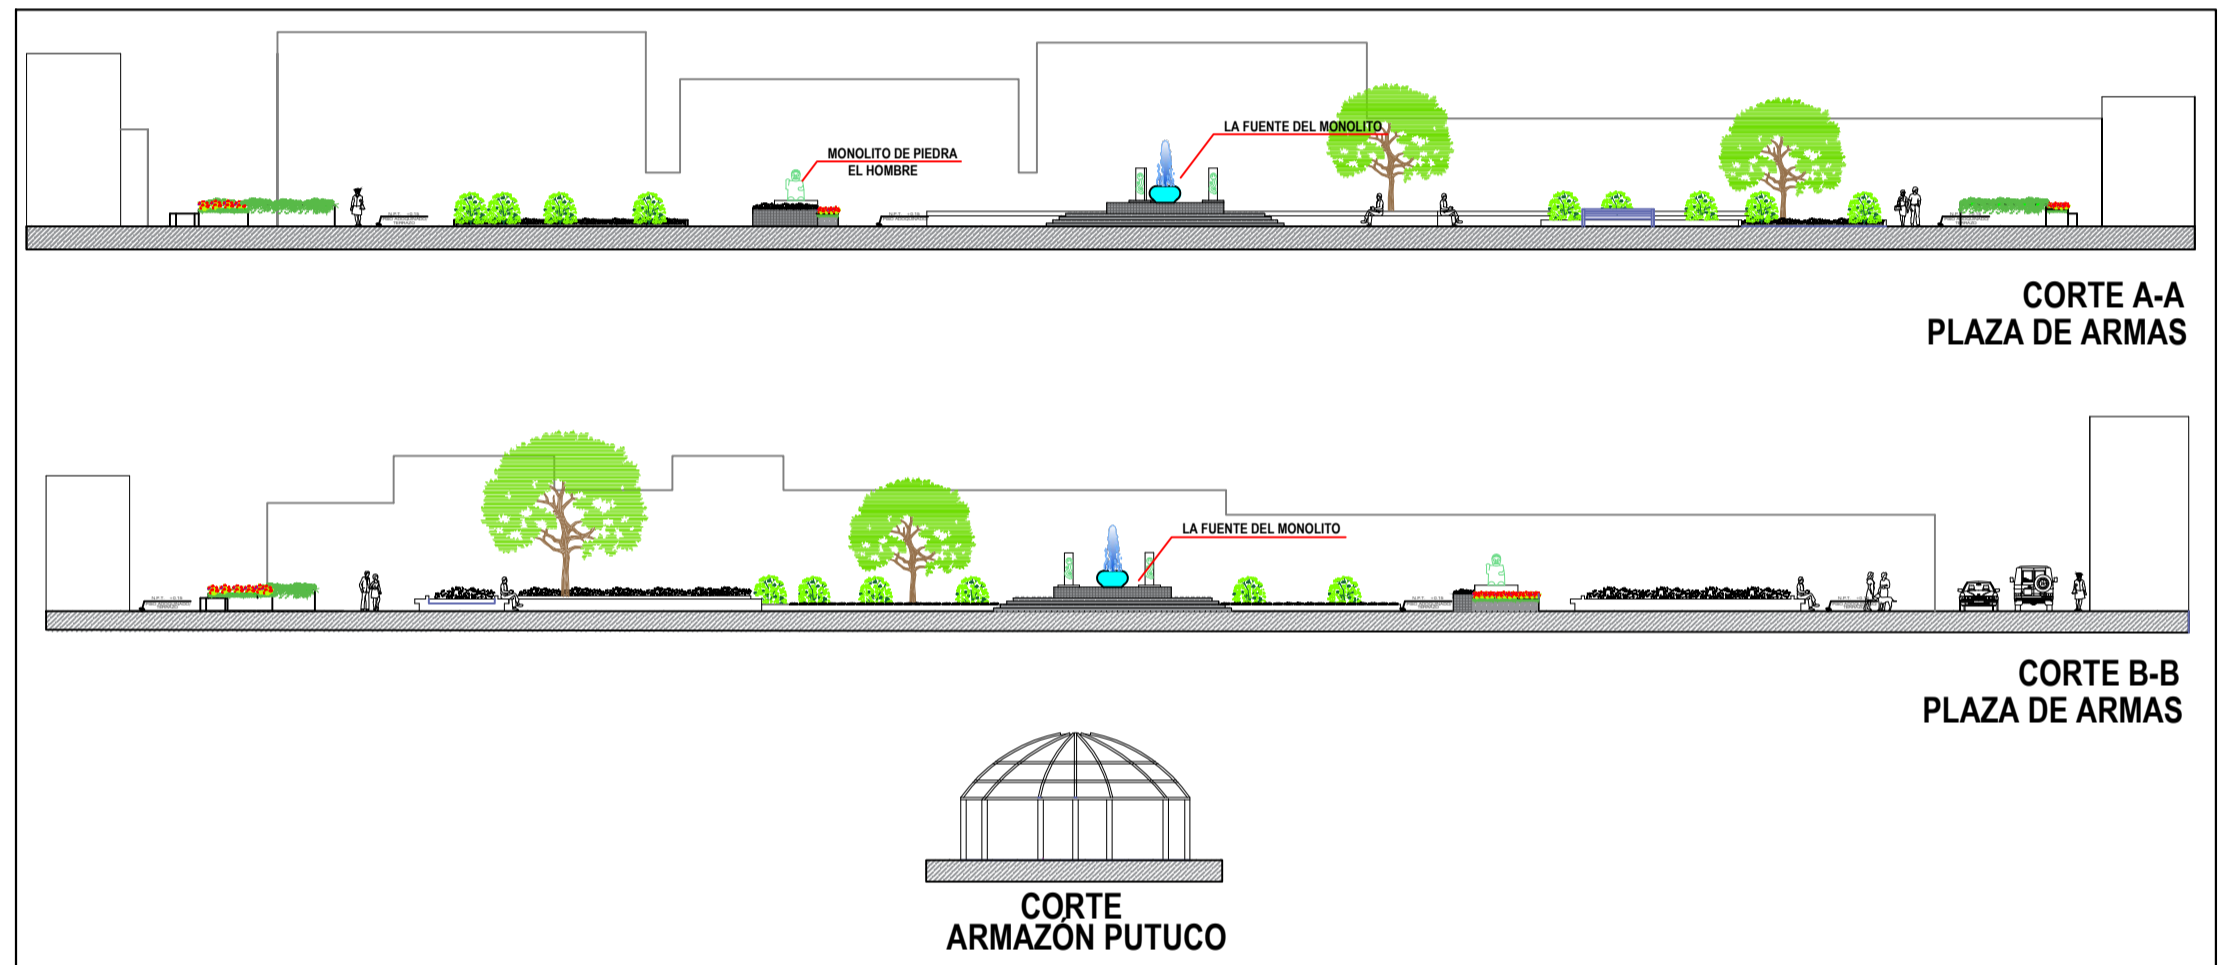 LA FUENTE DEL MONOLITO
MONOLITO DE PIEDRA
EL HOMBRE
CORTE A-A
PLAZA DE ARMAS
LA FUENTE DEL MONOLITO
CORTE B-B
PLAZA DE ARMAS
CORTE
ARMAZÓN PUTUCO